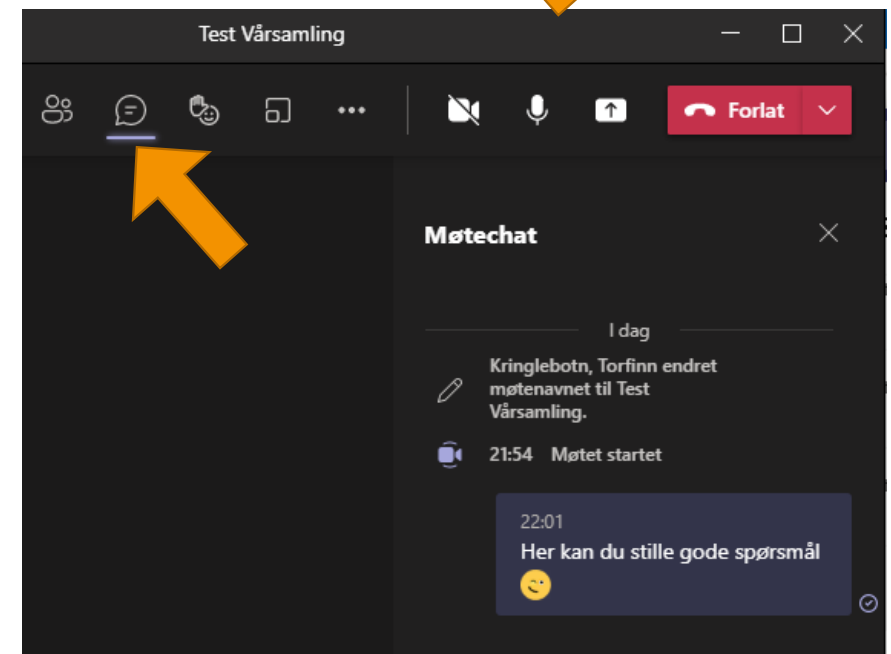 Test Vårsamling
Forlat
Møtechat
I dag
Kringlebotn, Torfinn endret
møtenavnet til Test
Vårsamling.
21:54 Møtet startet
22:01
Her kan du stille gode spørsmål